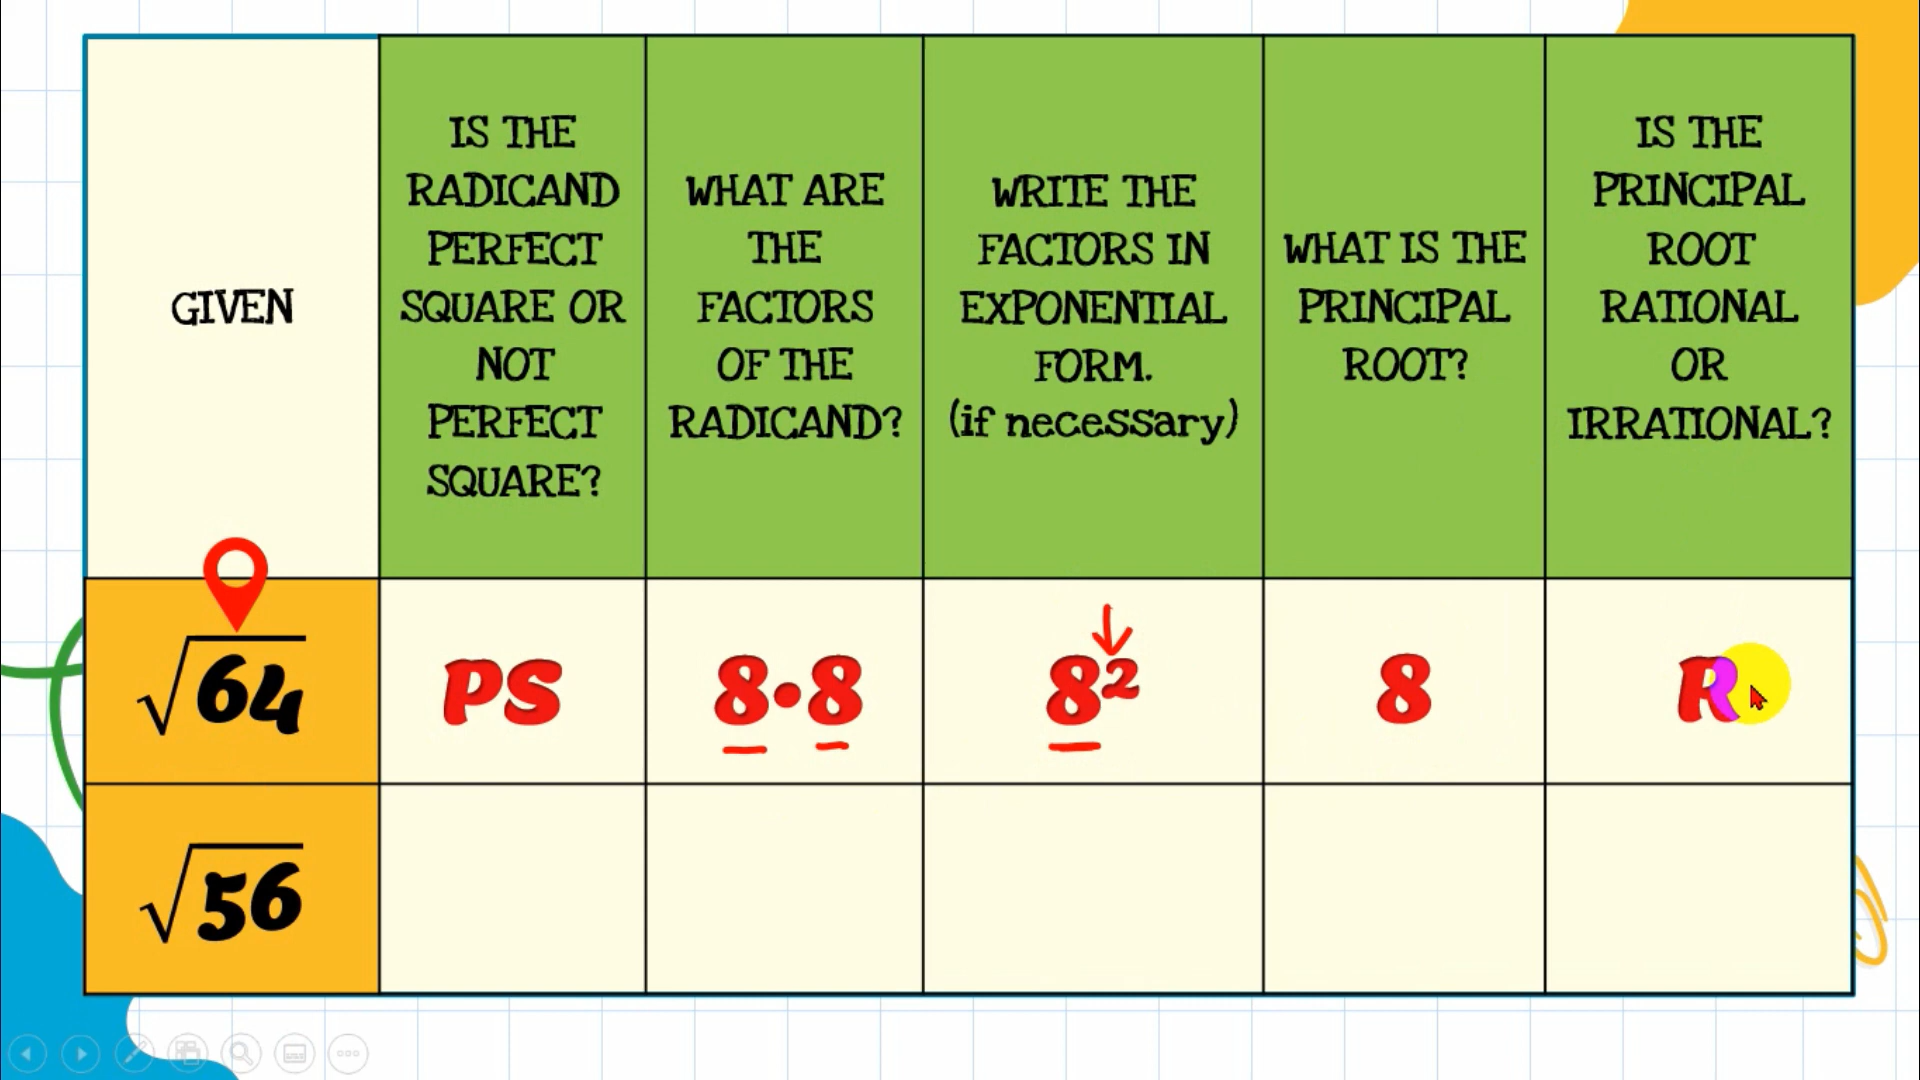 GIVEN
IS THE
RADICAND
PERFECT
SQUARE OR
NOT
PERFECT
SQUARE?
WHAT ARE
THE
FACTORS
OF THE
RADICAND?
WRITE THE
FACTORS IN
EXPONENTIAL
FORM.
(if necessary)
WHAT IS THE
PRINCIPAL
ROOT?
IS THE
PRINCIPAL
ROOT
RATIONAL
OR
IRRATIONAL?
√64
PS
8•8
8²
8
R
√56